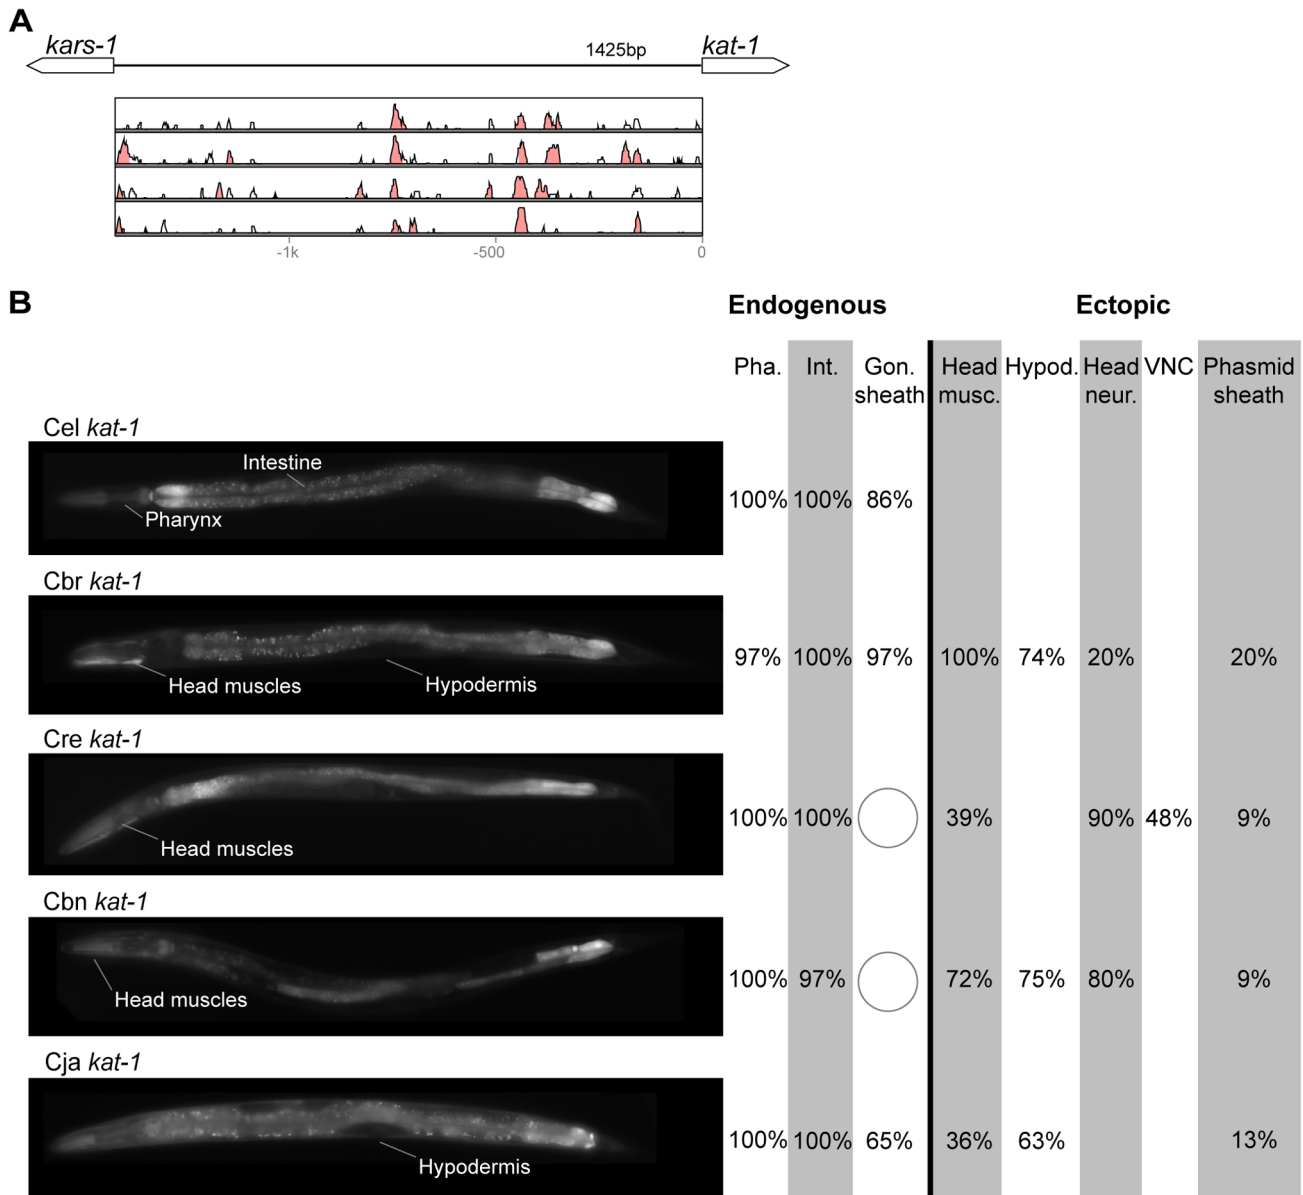 A
kars-1
1425bp
kat-1
-1k
-500
0
B
Endogenous
Ectopic
Pha.
Int.
Gon.
sheath
Head
musc.
Hypod.
Head
neur.
VNC
Phasmid
sheath
Cel kat-1
Intestine
Pharynx
100% 100% 86%
Cbr kat-1
Head muscles
Hypodermis
97% 100% 97% 100% 74% 20% 20%
Cre kat-1
Head muscles
100% 100% 39% 90% 48% 9%
Cbn kat-1
Head muscles
100% 97% 72% 75% 80% 9%
Cja kat-1
Hypodermis
100% 100% 65% 36% 63% 13%